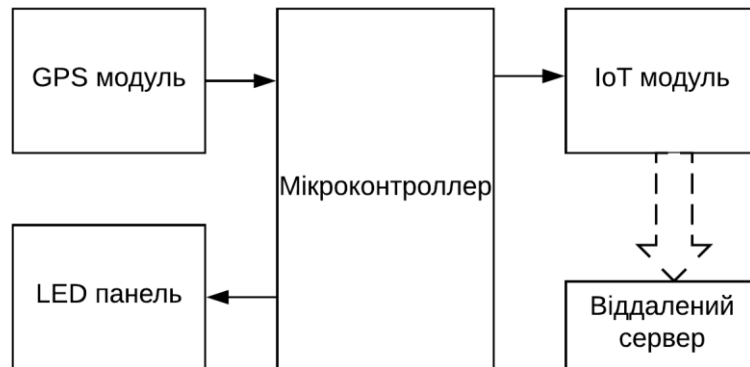 GPS модуль
IoT модуль
Мікроконтроллер
LED панель
Віддалений
сервер